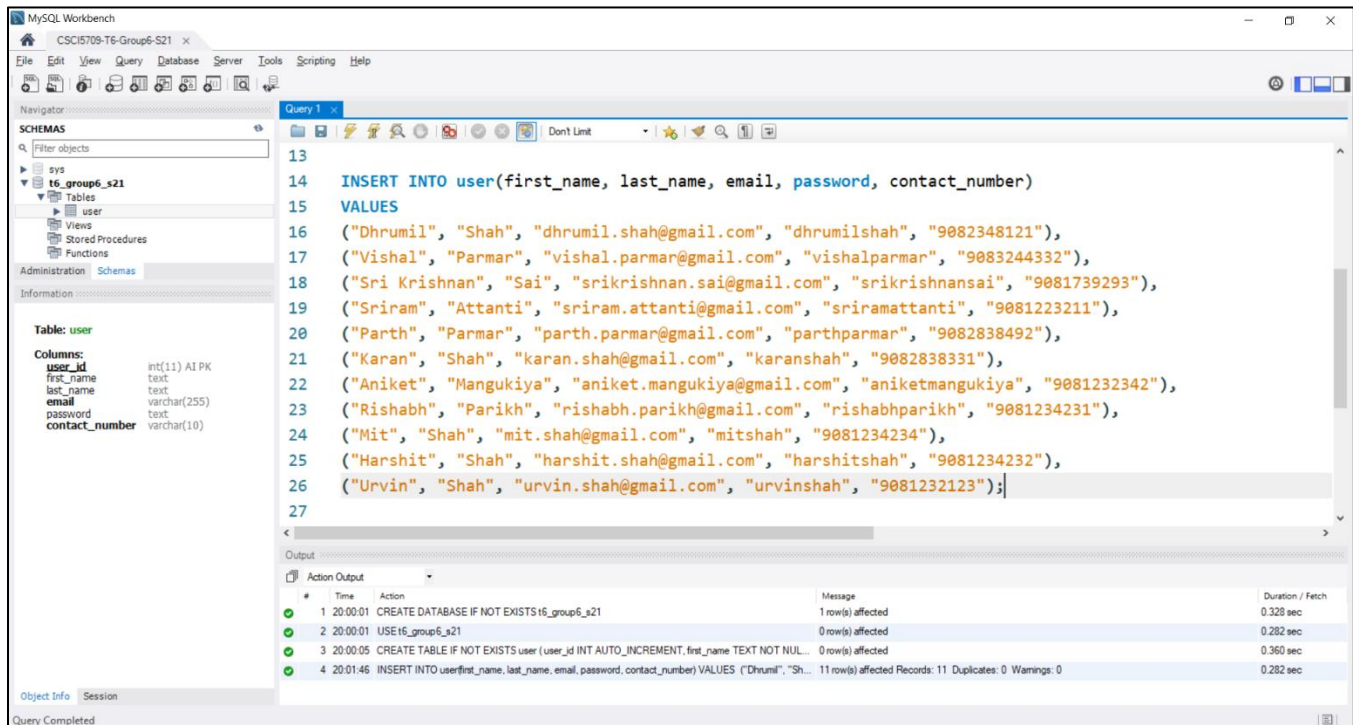 MySQL Workbench
CSCI5709-T6-Group6-S21 ×
File Edit View Query Database Server Tools Scripting Help
Navigator
SCHEMAS
Filter objects
sys
t6_group6_s21
Tables
user
Views
Stored Procedures
Functions
Administration Schemas
Information
Table: user
Columns:
user_id int(11) AI PK
first_name text
last_name text
email varchar(255)
password text
contact_number varchar(10)
Object Info Session
Query 1 ×
Don't Limit
13
14 INSERT INTO user(first_name, last_name, email, password, contact_number)
15 VALUES
16 ("Dhrumil", "Shah", "dhrumil.shah@gmail.com", "dhrumilshah", "9082348121"),
17 ("Vishal", "Parmar", "vishal.parmar@gmail.com", "vishalparmar", "9083244332"),
18 ("Sri Krishnan", "Sai", "srikrishnan.sai@gmail.com", "srikrishnansai", "9081739293"),
19 ("Sriram", "Attanti", "sriram.attanti@gmail.com", "sriramattanti", "9081223211"),
20 ("Parth", "Parmar", "parth.parmar@gmail.com", "parthparmar", "9082838492"),
21 ("Karan", "Shah", "karan.shah@gmail.com", "karanshah", "9082838331"),
22 ("Aniket", "Mangukiya", "aniket.mangukiya@gmail.com", "aniketmangukiya", "9081232342"),
23 ("Rishabh", "Parikh", "rishabh.parikh@gmail.com", "rishabhparikh", "9081234231"),
24 ("Mit", "Shah", "mit.shah@gmail.com", "mitshah", "9081234234"),
25 ("Harshit", "Shah", "harshit.shah@gmail.com", "harshitshah", "9081234232"),
26 ("Urvin", "Shah", "urvin.shah@gmail.com", "urvinshah", "9081232123");
27
Output
Action Output
# Time Action Message Duration / Fetch
1 20:00:01 CREATE DATABASE IF NOT EXISTS t6_group6_s21 1 row(s) affected 0.328 sec
2 20:00:01 USE t6_group6_s21 0 row(s) affected 0.282 sec
3 20:00:05 CREATE TABLE IF NOT EXISTS user ( user_id INT AUTO_INCREMENT, first_name TEXT NOT NUL... 0 row(s) affected 0.360 sec
4 20:01:46 INSERT INTO user(first_name, last_name, email, password, contact_number) VALUES ("Dhrumil", "Sh... 11 row(s) affected Records: 11 Duplicates: 0 Warnings: 0 0.282 sec
Query Completed